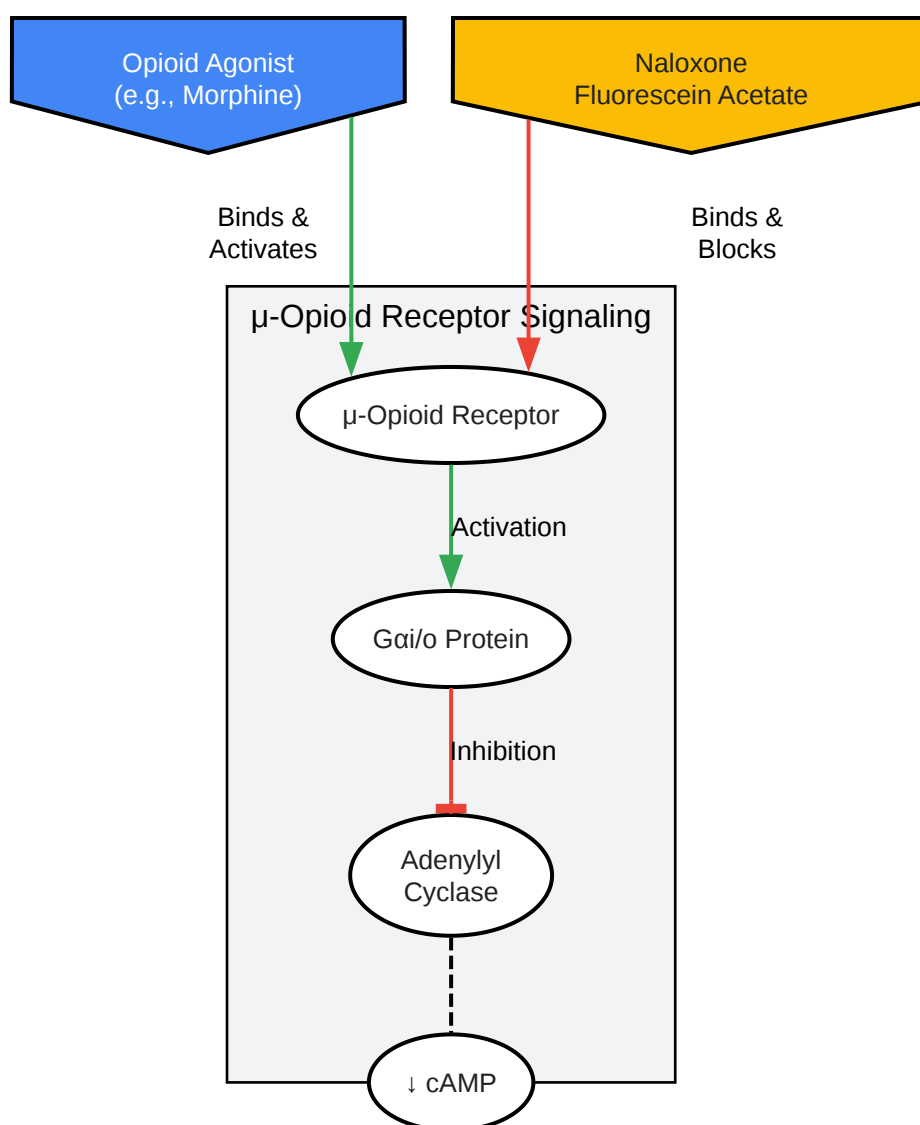 Opioid Agonist
(e.g., Morphine)
Naloxone
Fluorescein Acetate
Binds &
Activates
Binds &
Blocks
μ-Opioid Receptor Signaling
μ-Opioid Receptor
Activation
Gαi/o Protein
Inhibition
Adenylyl
Cyclase
↓ cAMP